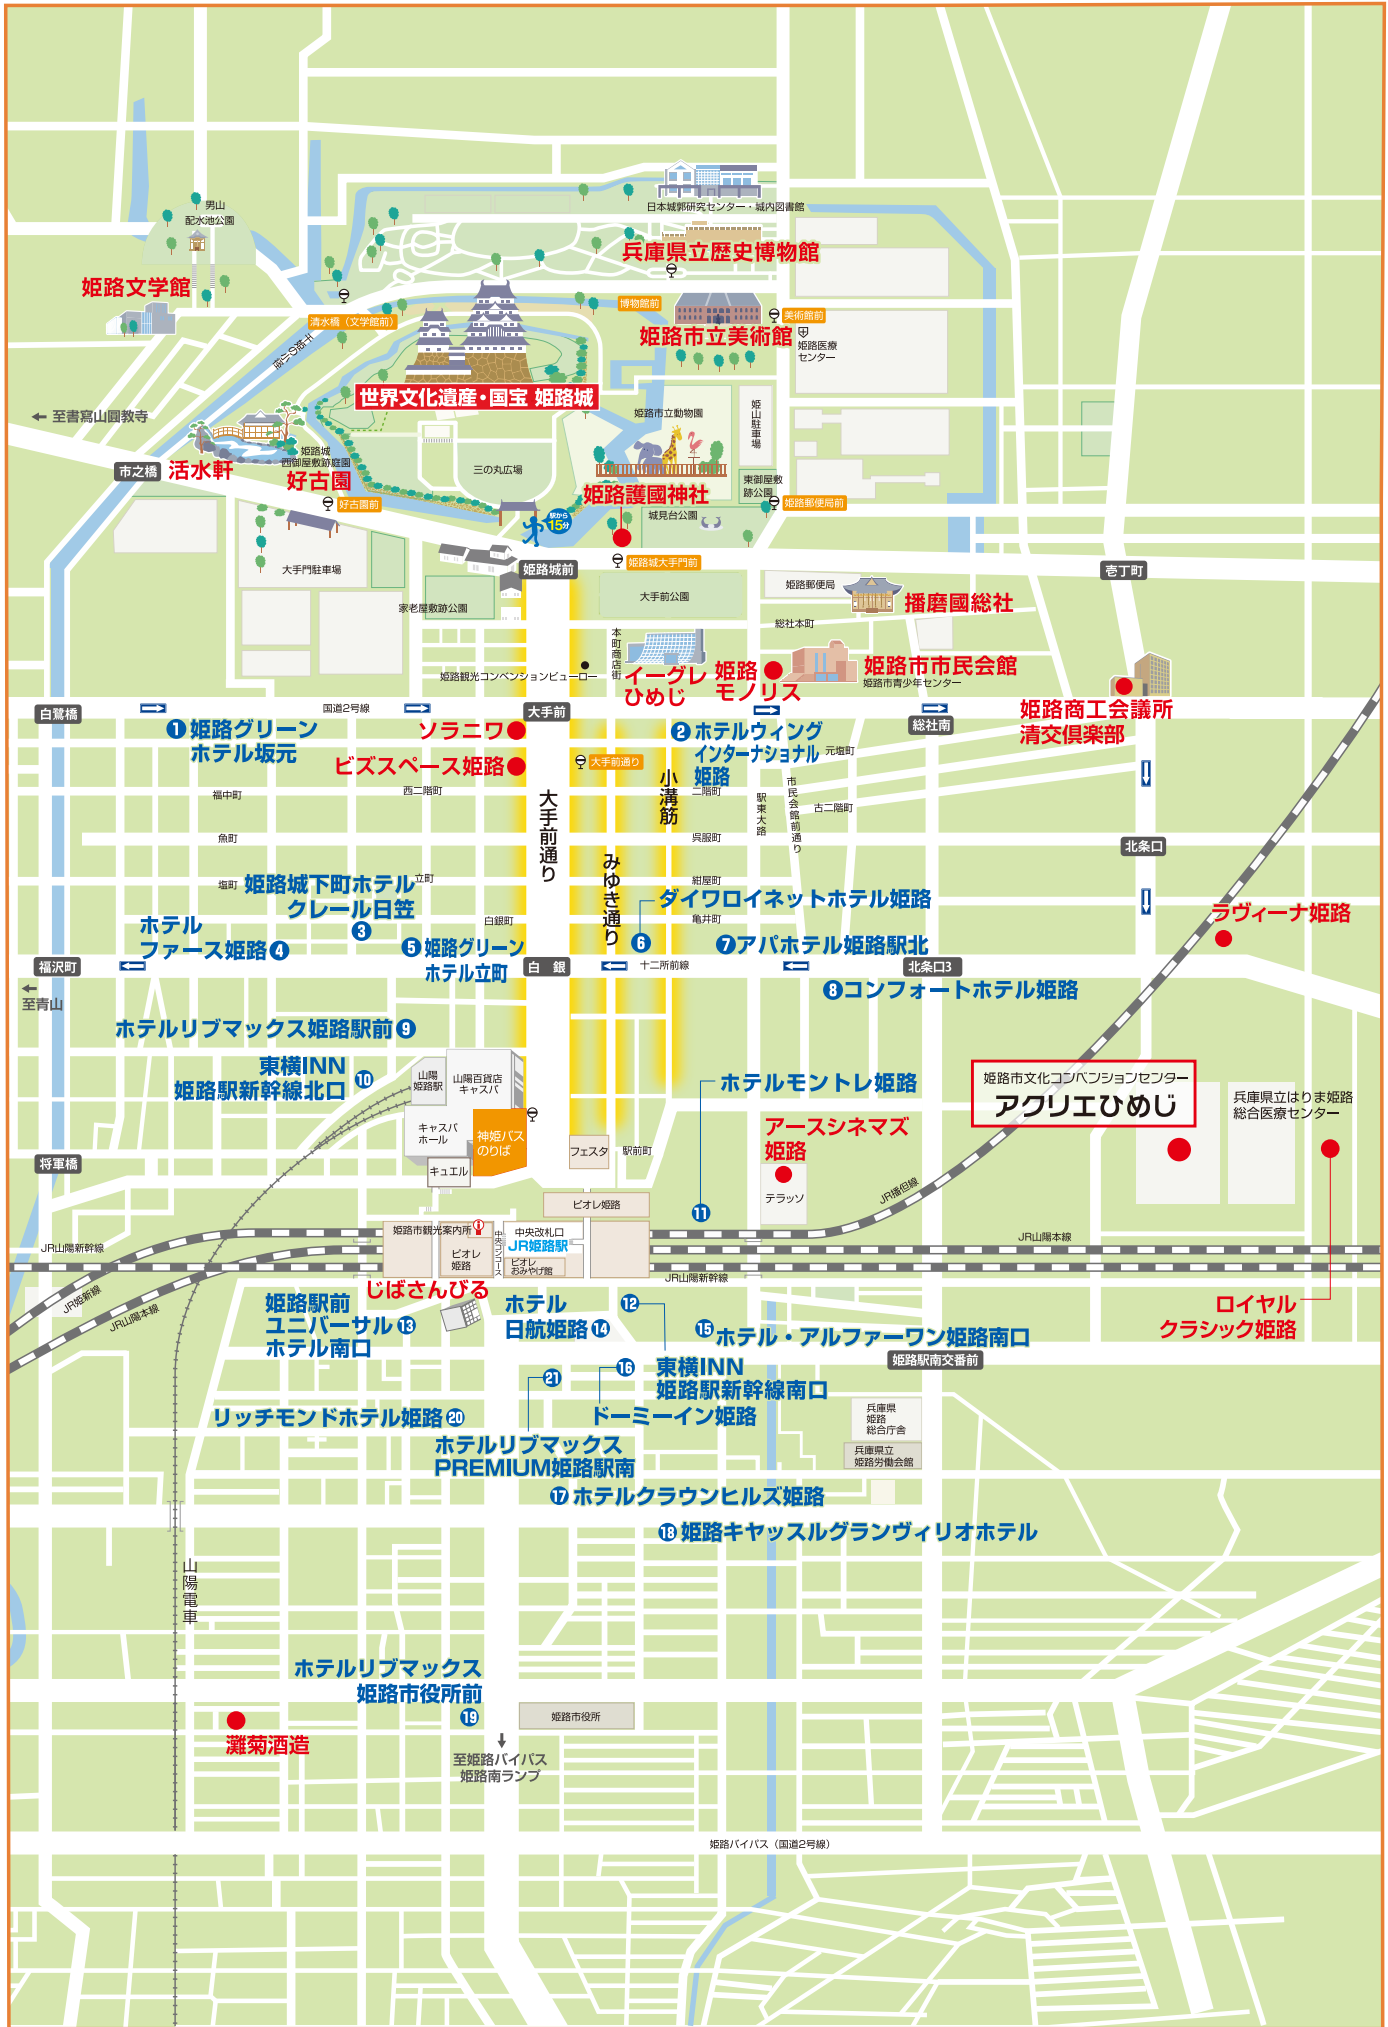 日本城郭研究センター・城内図書館
男山
配水池公園
兵庫県立歴史博物館
姫路文学館
博物館前
美術館前
清水橋（文学館前）
姫路市立美術館
姫路医療
センター
千姫の小径
世界文化遺産・国宝 姫路城
姫路市立動物園
姫山駐車場
至書寫山圓教寺
姫路城
西御屋敷跡庭園
市之橋
活水軒
好古園
三の丸広場
東御屋敷
跡公園
姫路護國神社
好古園前
姫路郵便局前
城見台公園
駅から
15分
大手門駐車場
姫路城前
姫路城大手門前
壱丁町
姫路郵便局
大手前公園
家老屋敷跡公園
播磨國総社
総社本町
本町商店街
姫路観光コンベンションビューロー
イーグレ
ひめじ
姫路
モノリス
姫路市市民会館
姫路市青少年センター
姫路商工会議所
清交倶楽部
白鷺橋
国道2号線
大手前
総社南
1 姫路グリーン
ホテル坂元
ソラニワ
2 ホテルウィング
インターナショナル
姫路
元塩町
ビズスペース姫路
大手前通り
小溝筋
福中町
西二階町
大手前通り
二階町
駅東大路
市民会館前通り
古二階町
魚町
呉服町
北条口
みゆき通り
塩町
姫路城下町ホテル
クレール日笠
3
立町
紺屋町
ダイワロイネットホテル姫路
6
亀井町
白銀町
ラヴィーナ姫路
ホテル
ファース姫路 4
5 姫路グリーン
ホテル立町
7 アパホテル姫路駅北
福沢町
白 銀
十二所前線
北条口3
至青山
8 コンフォートホテル姫路
ホテルリブマックス姫路駅前 9
東横INN
姫路駅新幹線北口
10
山陽
姫路駅
山陽百貨店
キャスパ
ホテルモントレ姫路
姫路市文化コンベンションセンター
アクリエひめじ
兵庫県立はりま姫路
総合医療センター
キャスパ
ホール
神姫バス
のりば
アースシネマズ
姫路
将軍橋
キュエル
フェスタ
駅前町
テラッソ
JR播但線
ピオレ姫路
11
姫路市観光案内所
中央コンコース
中央改札口
JR姫路駅
ピオレ
姫路
ピオレ
おみやげ館
JR山陽新幹線
JR山陽本線
JR山陽新幹線
JR姫新線
JR山陽本線
じばさんびる
姫路駅前
ユニバーサル
ホテル南口
13
ホテル
日航姫路 14
12
15 ホテル・アルファーワン姫路南口
ロイヤル
クラシック姫路
姫路駅南交番前
東横INN
姫路駅新幹線南口
16
21
ドーミーイン姫路
リッチモンドホテル姫路 20
兵庫県
姫路
総合庁舎
ホテルリブマックス
PREMIUM姫路駅南
兵庫県立
姫路労働会館
17 ホテルクラウンヒルズ姫路
18 姫路キヤッスルグランヴィリオホテル
山陽電車
ホテルリブマックス
姫路市役所前
19
姫路市役所
灘菊酒造
至姫路バイパス
姫路南ランプ
姫路バイパス（国道2号線）